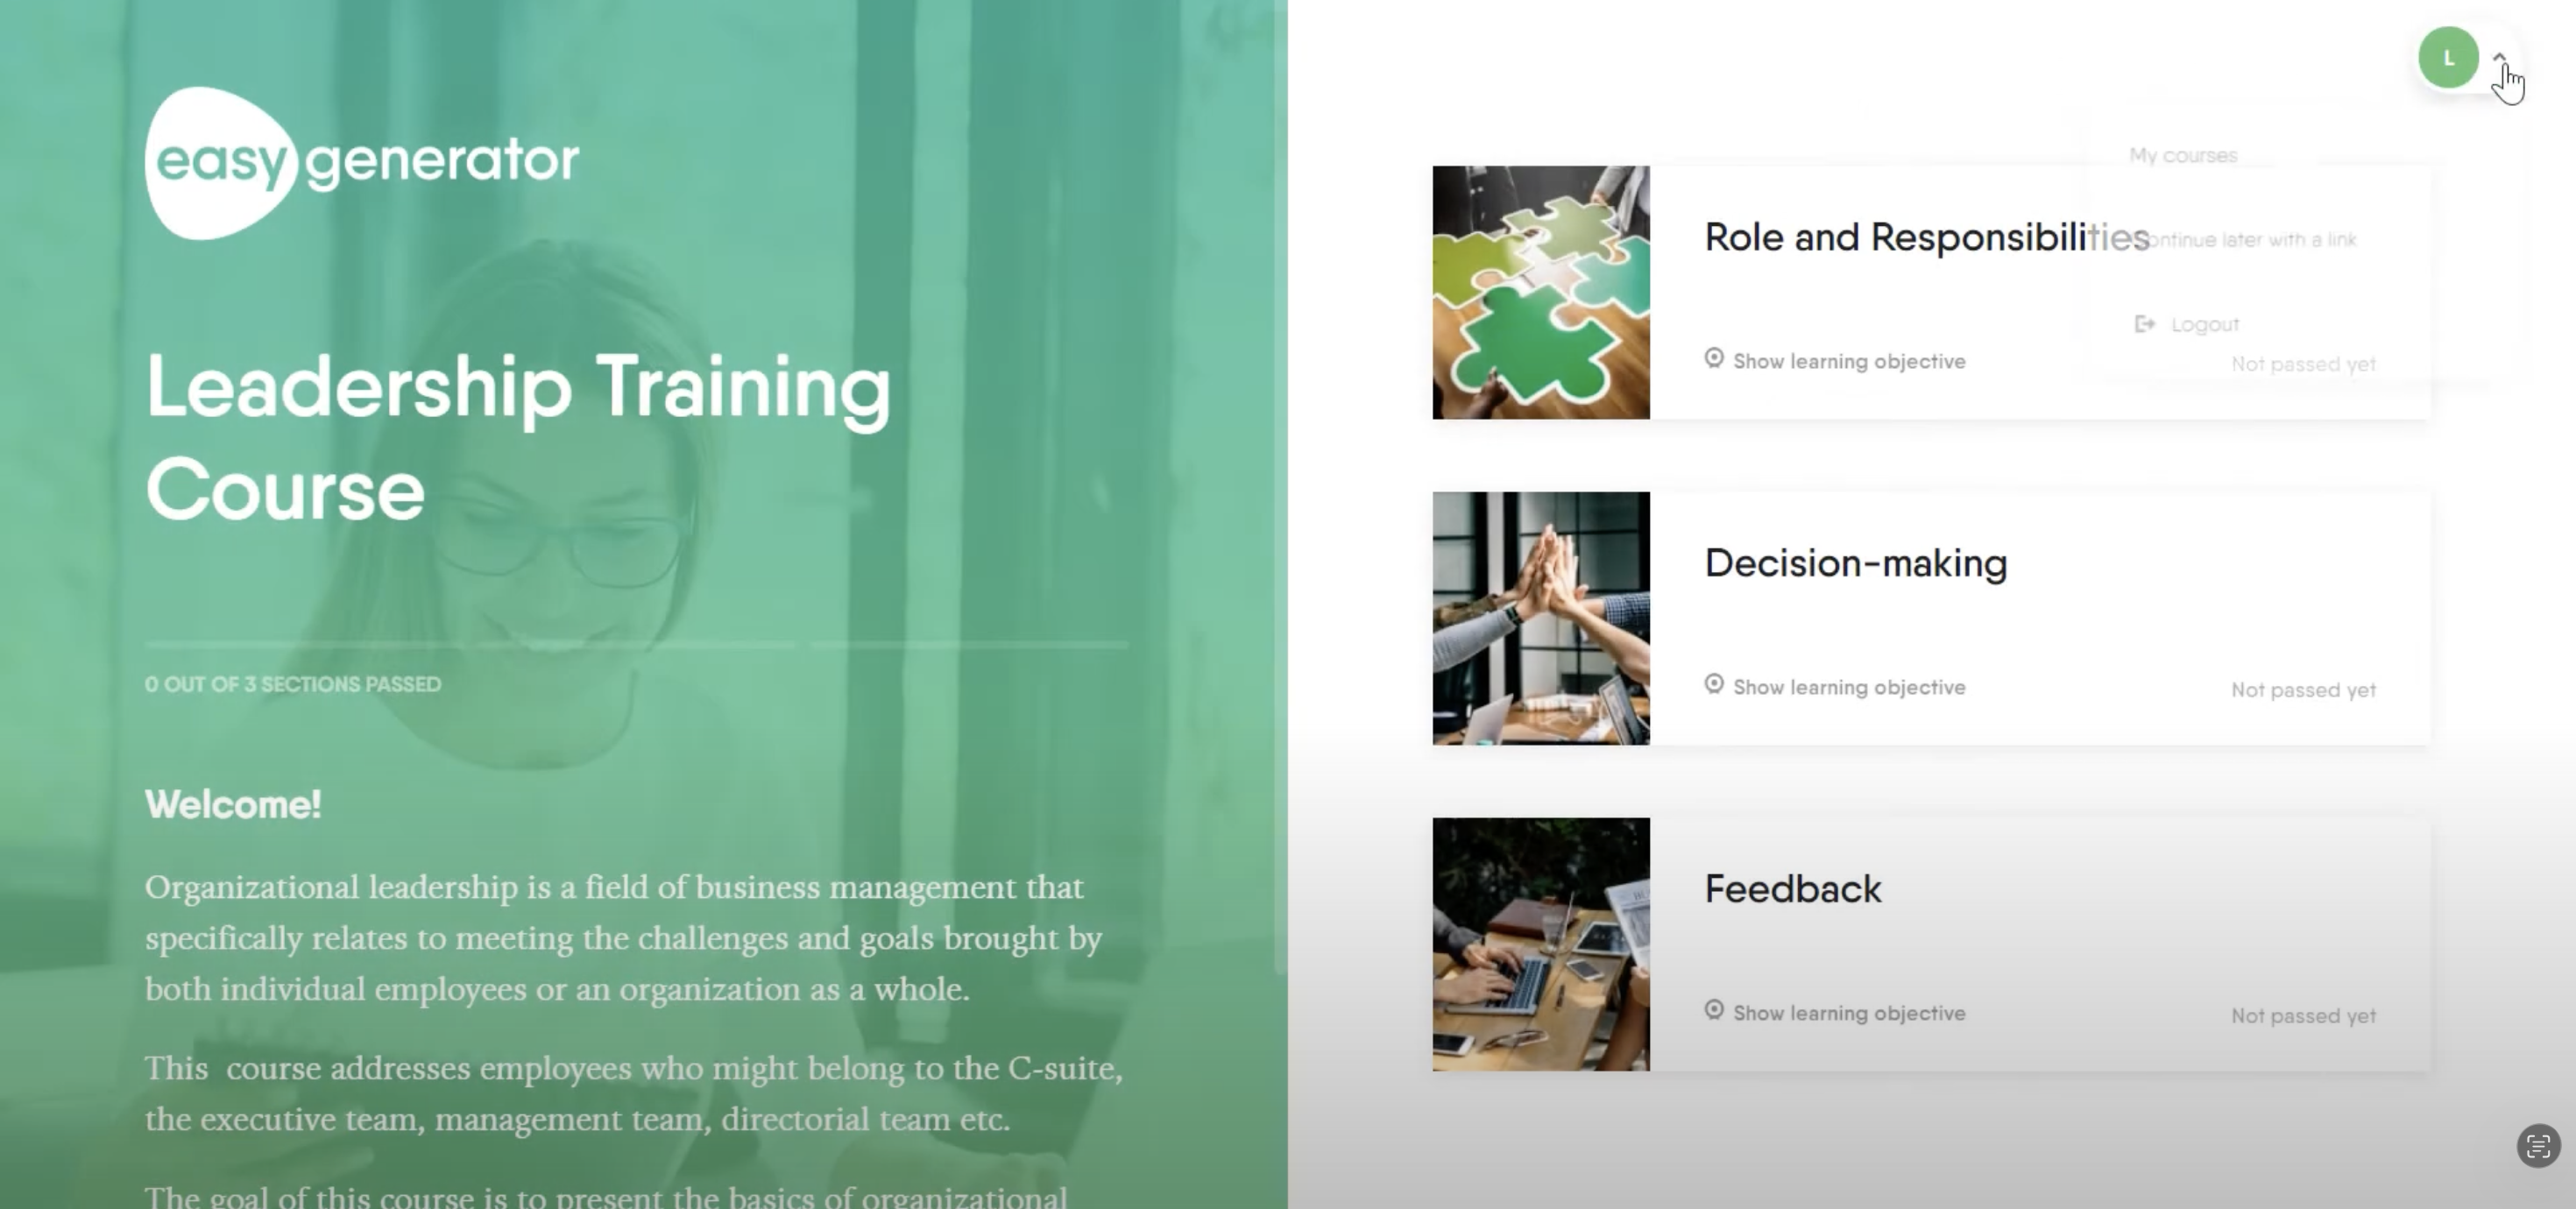 easygenerator
Leadership Training
Course
0 OUT OF 3 SECTIONS PASSED
Welcome!
Organizational leadership is a field of business management that
specifically relates to meeting the challenges and goals brought by
both individual employees or an organization as a whole.
This  course addresses employees who might belong to the C-suite,
the executive team, management team, directorial team etc.
The goal of this course is to present the basics of organizational
L
My courses
Role and Responsibilities
ontinue later with a link
Logout
Show learning objective
Not passed yet
Decision-making
Show learning objective
Not passed yet
Feedback
Show learning objective
Not passed yet